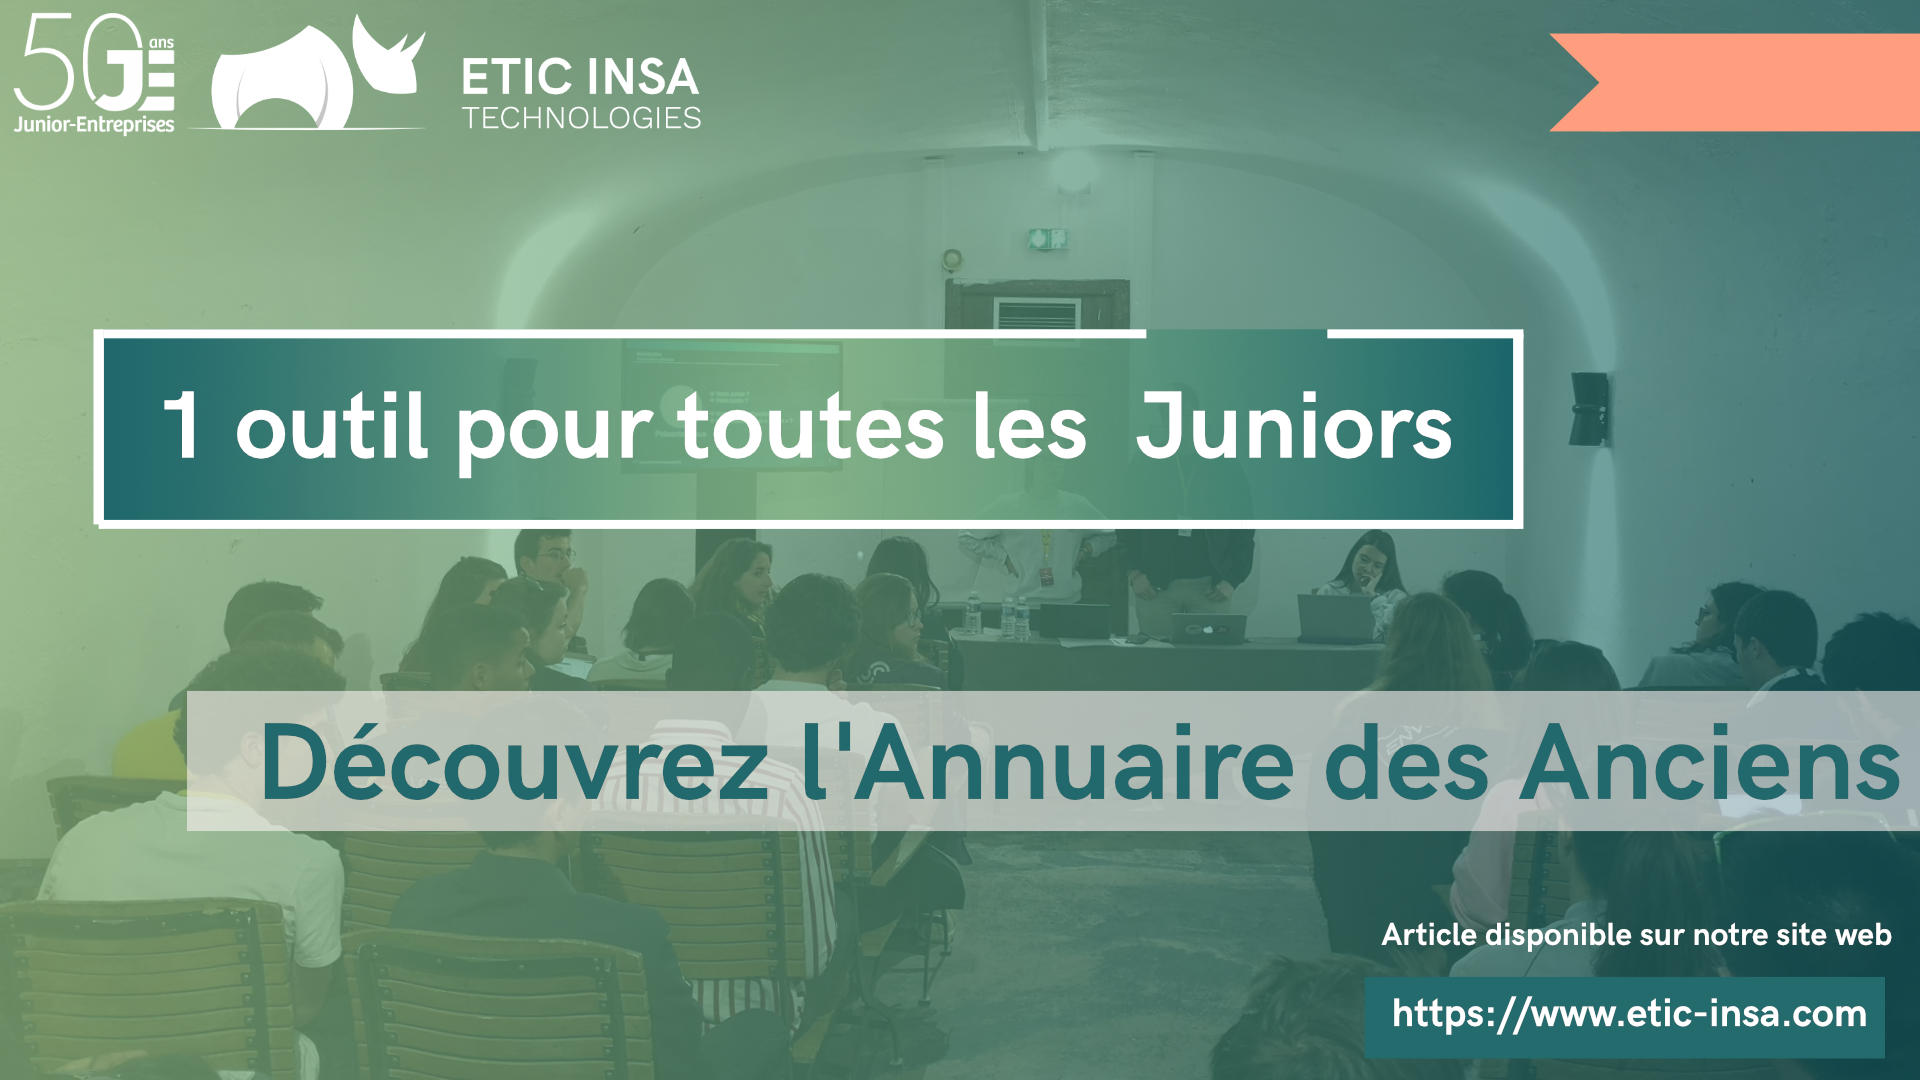 50 ans
JE
Junior-Entreprises
ETIC INSA
TECHNOLOGIES
1 outil pour toutes les Juniors
Découvrez l'Annuaire des Anciens
Article disponible sur notre site web
https://www.etic-insa.com